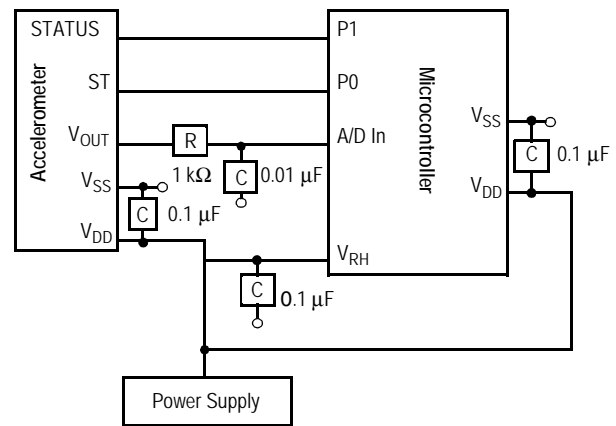 STATUS
P1
ST
P0
V_OUT
R
A/D In
1 kΩ
C
0.01 µF
Accelerometer
Microcontroller
V_SS
C
0.1 µF
V_DD
V_SS
C
0.1 µF
V_DD
V_RH
C
0.1 µF
Power Supply